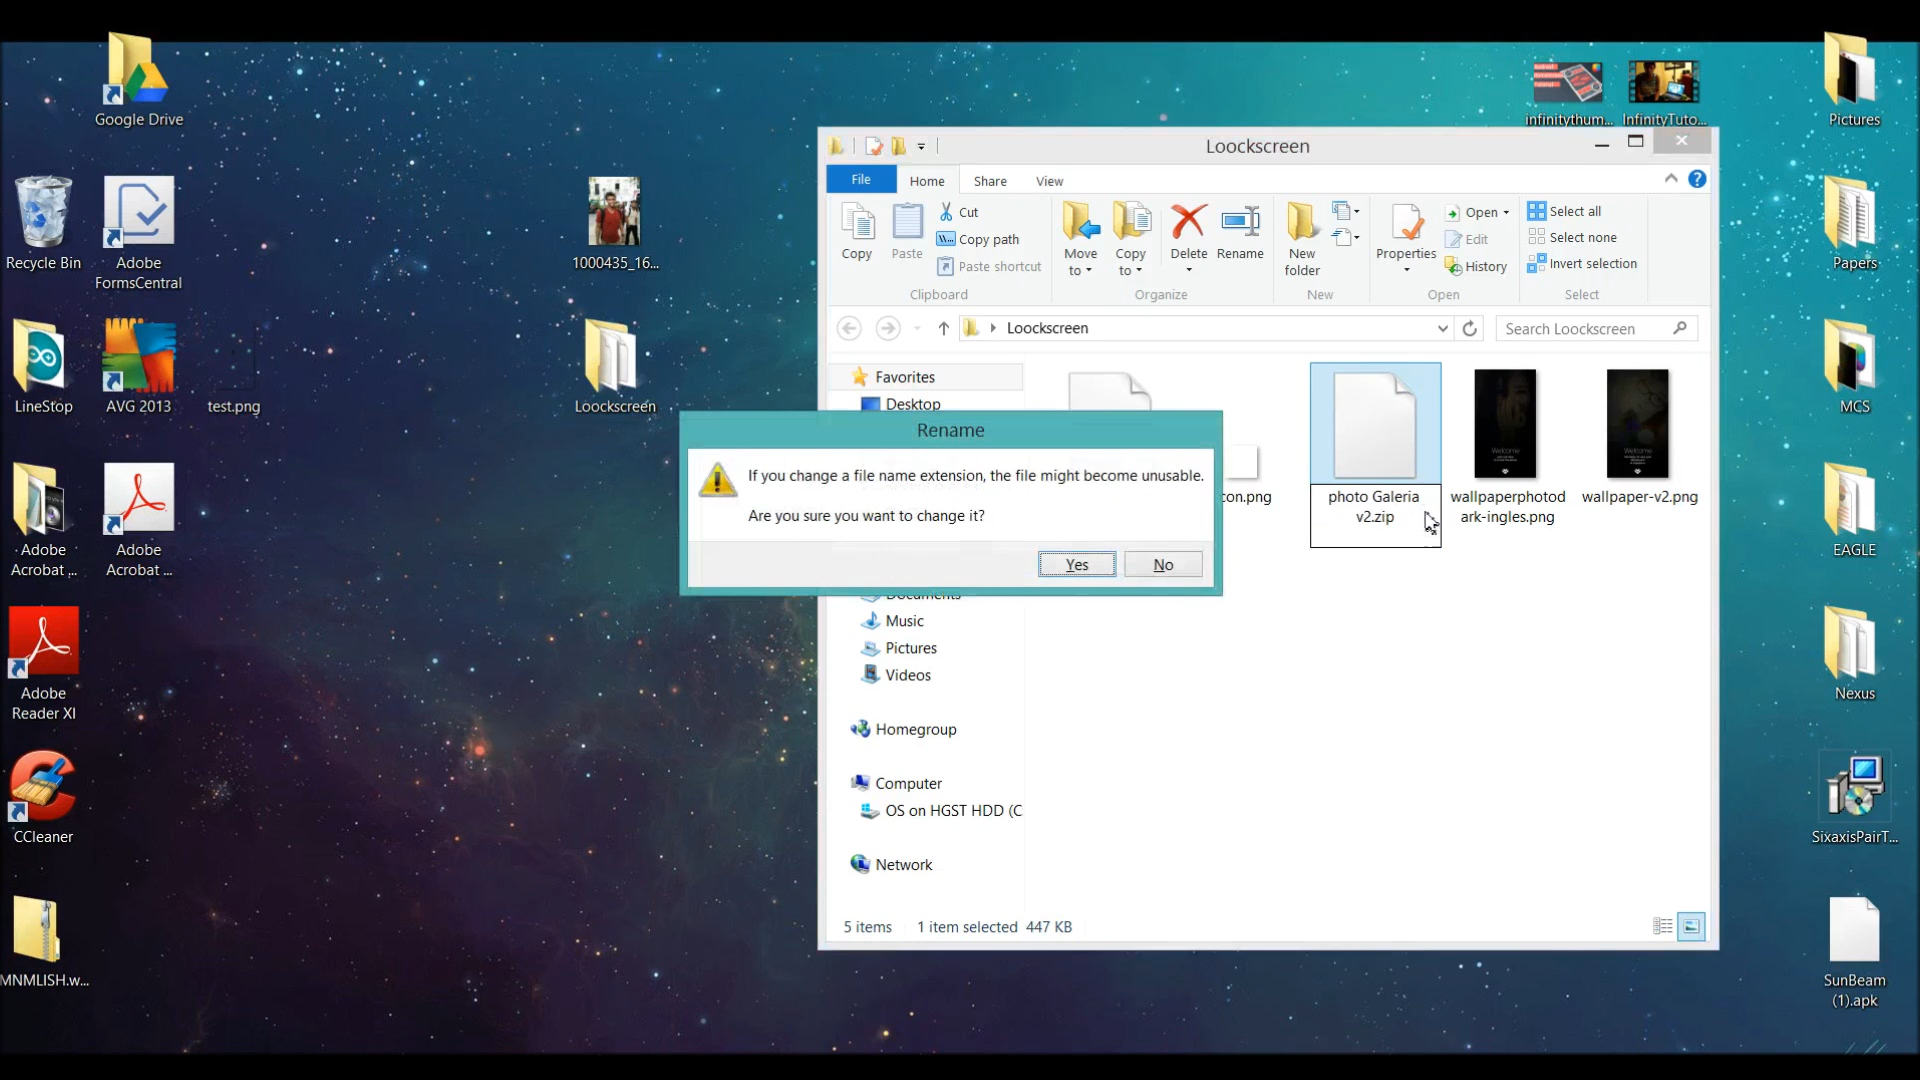 Google Drive
Recycle Bin
Adobe
FormsCentral
LineStop
AVG 2013
test.png
Adobe
Acrobat ...
Adobe
Acrobat ...
Adobe
Reader XI
CCleaner
MNMLISH.w...
1000435_16...
Loockscreen
infinitythum...
InfinityTuto...
Pictures
Papers
MCS
EAGLE
Nexus
SixaxisPairT...
SunBeam
(1).apk
Loockscreen
File
Home
Share
View
Copy
Paste
Cut
Copy path
Paste shortcut
Clipboard
Move
to
Copy
to
Delete
Rename
Organize
New
folder
New
Properties
Open
Edit
History
Open
Select all
Select none
Invert selection
Select
Loockscreen
Search Loockscreen
Favorites
Desktop
Documents
Music
Pictures
Videos
Homegroup
Computer
OS on HGST HDD (C
Network
con.png
photo Galeria
v2.zip
wallpaperphotod
ark-ingles.png
wallpaper-v2.png
5 items
1 item selected 447 KB
Rename
If you change a file name extension, the file might become unusable.
Are you sure you want to change it?
Yes
No